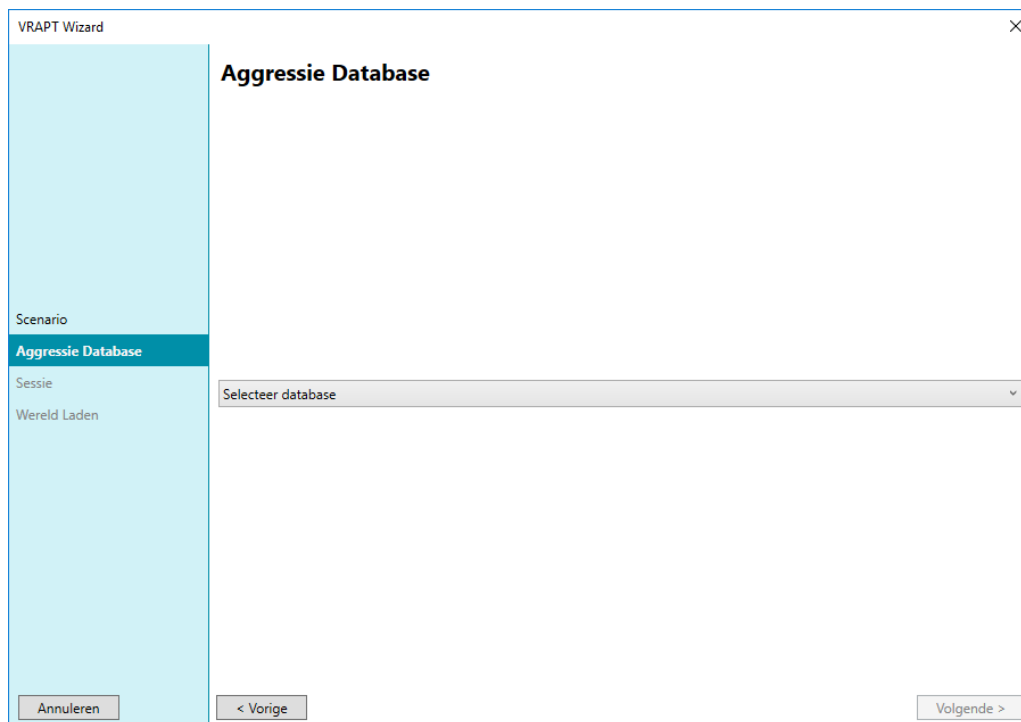 VRAPT Wizard
Aggressie Database
Scenario
Aggressie Database
Sessie
Wereld Laden
Selecteer database
Annuleren
< Vorige
Volgende >